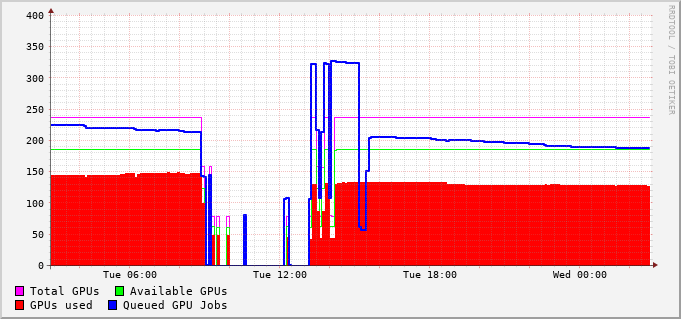 400
350
300
250
200
150
100
50
0
Tue 06:00 Tue 12:00 Tue 18:00 Wed 00:00
Total GPUs Available GPUs
GPUs used Queued GPU Jobs
RRDTOOL / TOBI OETIKER